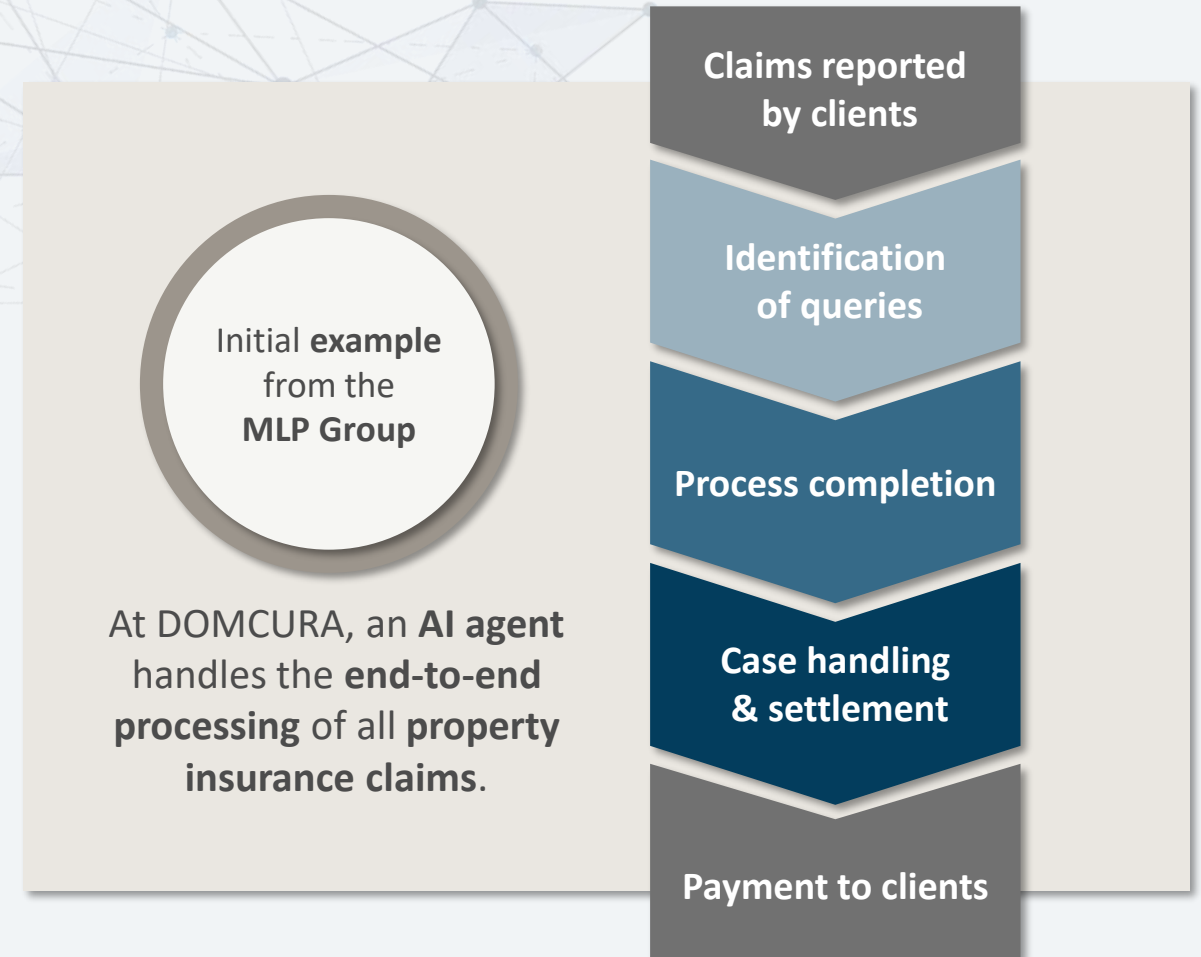 Initial example
from the
MLP Group
At DOMCURA, an AI agent
handles the end-to-end
processing of all property
insurance claims.
Claims reported
by clients
Identification
of queries
Process completion
Case handling
& settlement
Payment to clients